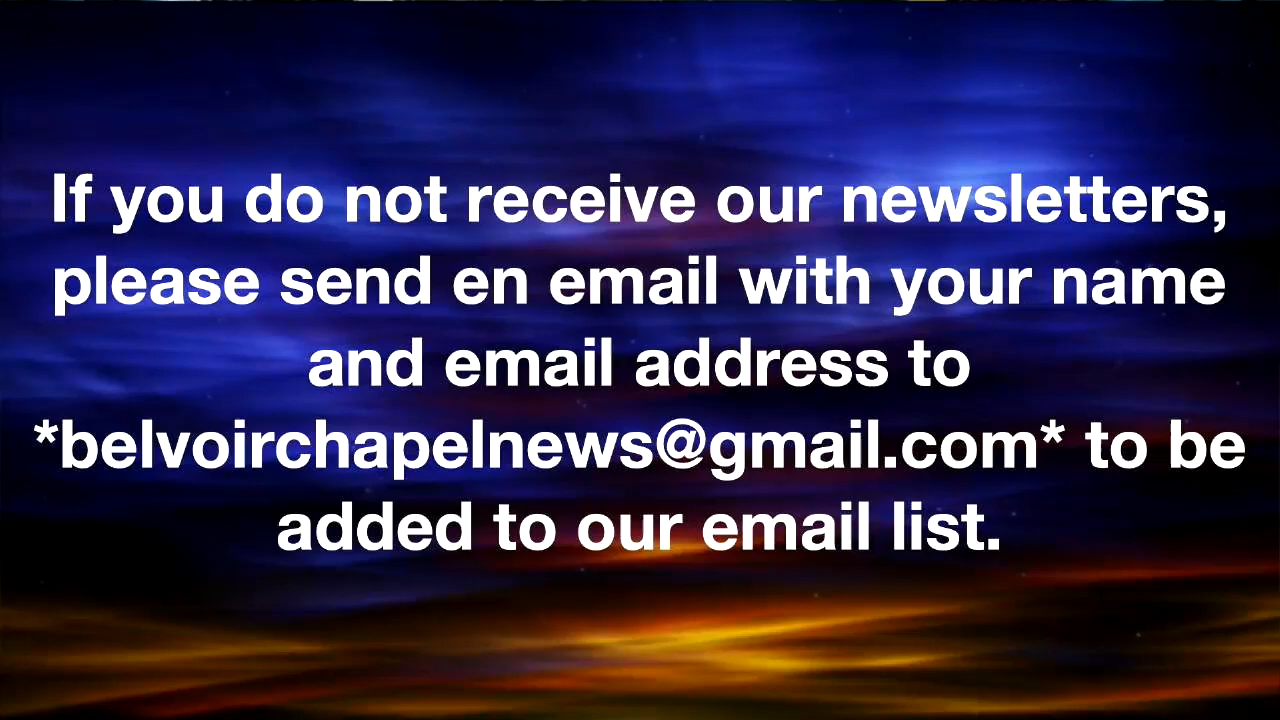 If you do not receive our newsletters,
please send en email with your name
and email address to
*belvoirchapelnews@gmail.com* to be
added to our email list.